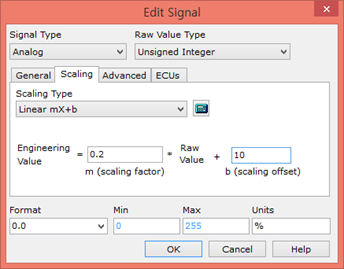 Edit Signal
Signal Type Raw Value Type
Analog Unsigned Integer
General Scaling Advanced ECUs
Scaling Type
Linear mX+b
Engineering Value = 0.2 * Raw Value + 10
m (scaling factor) b (scaling offset)
Format Min Max Units
0.0 0 255 %
OK Cancel Help